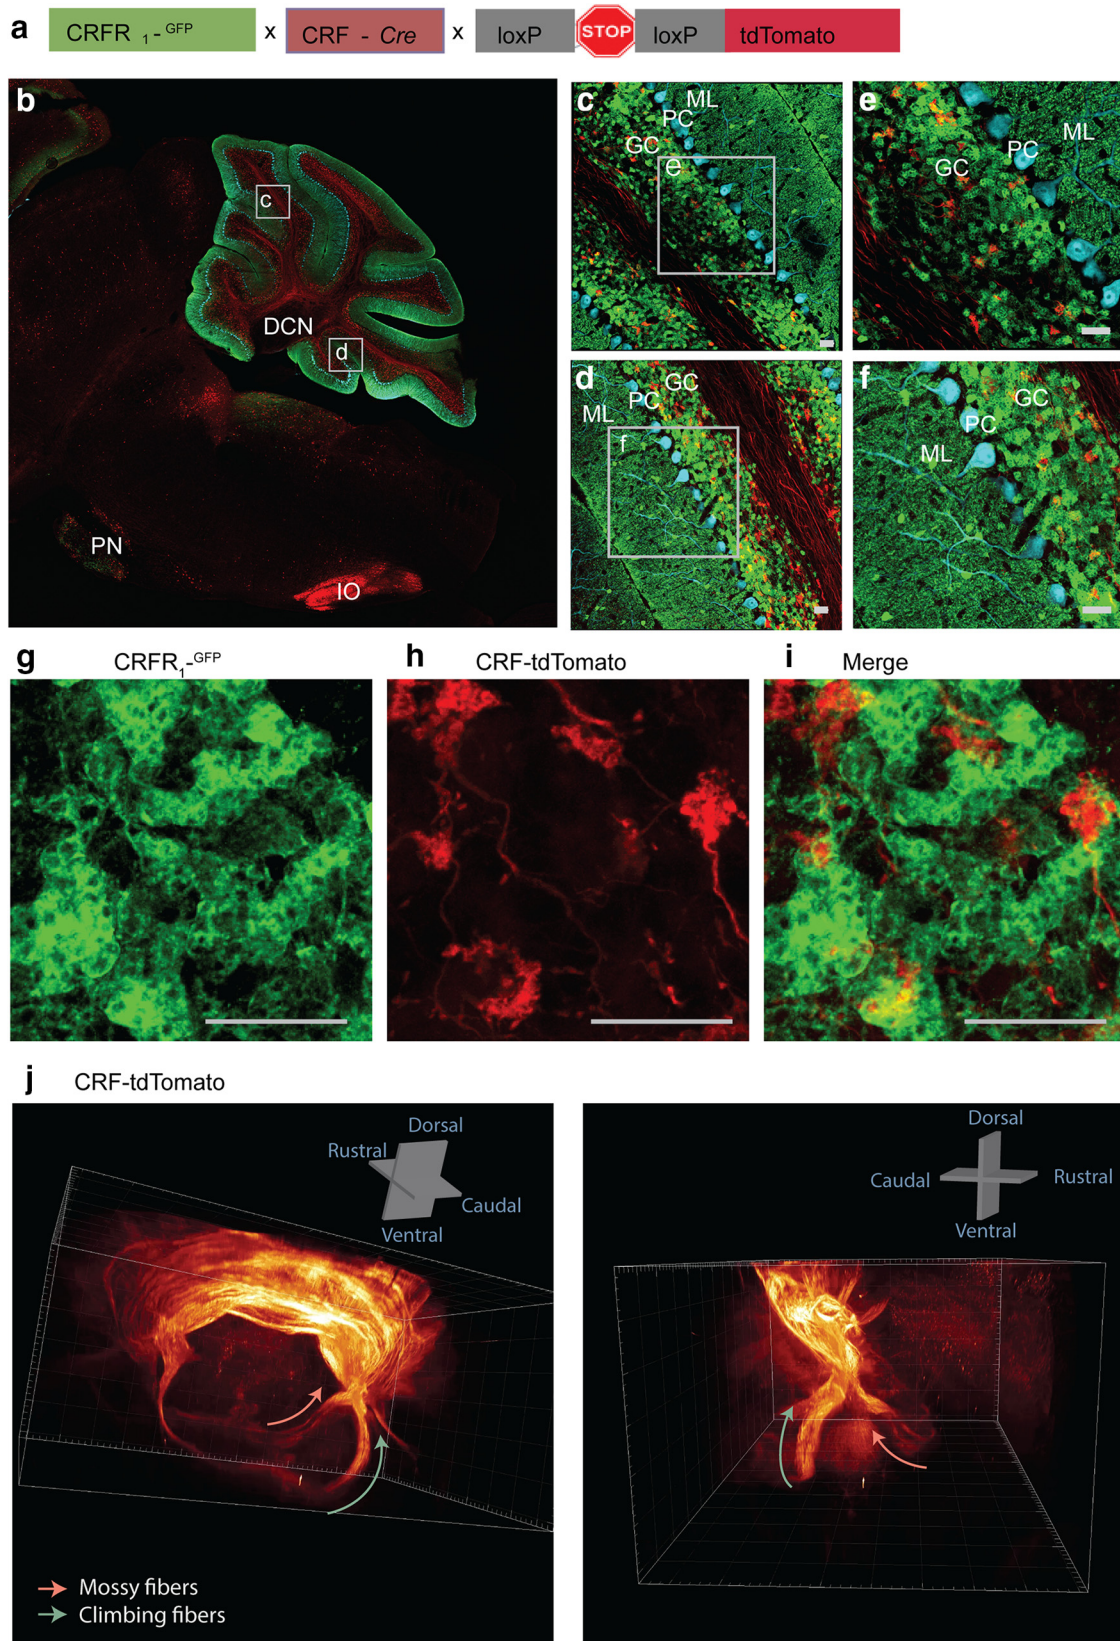 a CRFR 1-GFP x CRF - Cre x loxP STOP loxP tdTomato
b
c
DCN
d
PN
IO
c
ML
PC
GC
e
e
ML
PC
GC
d
GC
PC
ML
f
f
GC
PC
ML
g CRFR1-GFP
h CRF-tdTomato
i Merge
j CRF-tdTomato
Dorsal
Rustral
Caudal
Ventral
Dorsal
Caudal
Rustral
Ventral
Mossy fibers
Climbing fibers